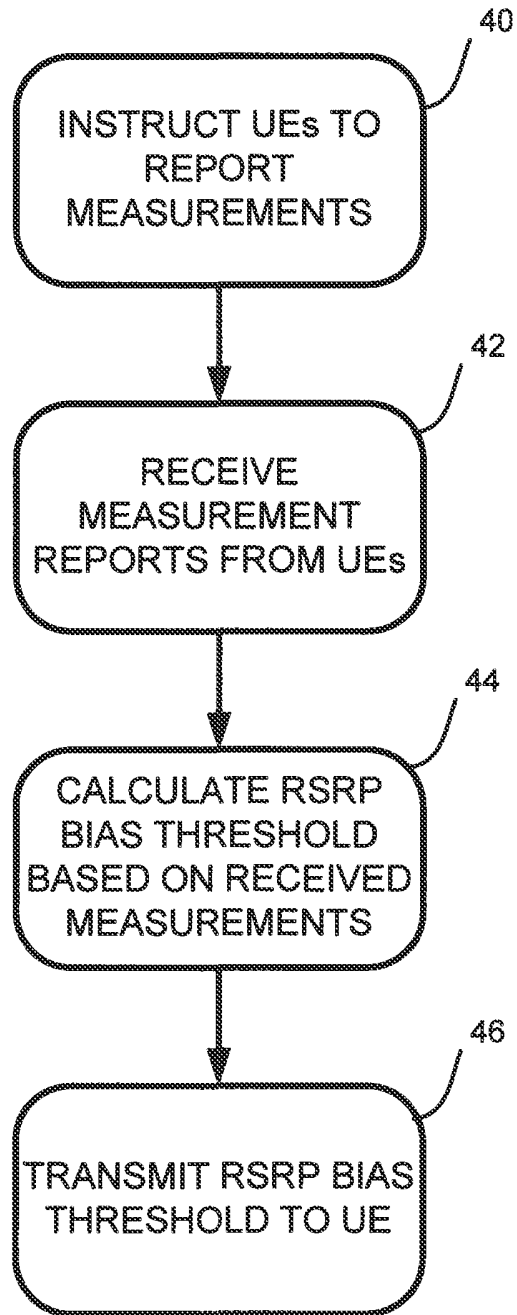 40
INSTRUCT UEs TO
REPORT
MEASUREMENTS
42
RECEIVE
MEASUREMENT
REPORTS FROM UEs
44
CALCULATE RSRP
BIAS THRESHOLD
BASED ON RECEIVED
MEASUREMENTS
46
TRANSMIT RSRP BIAS
THRESHOLD TO UE